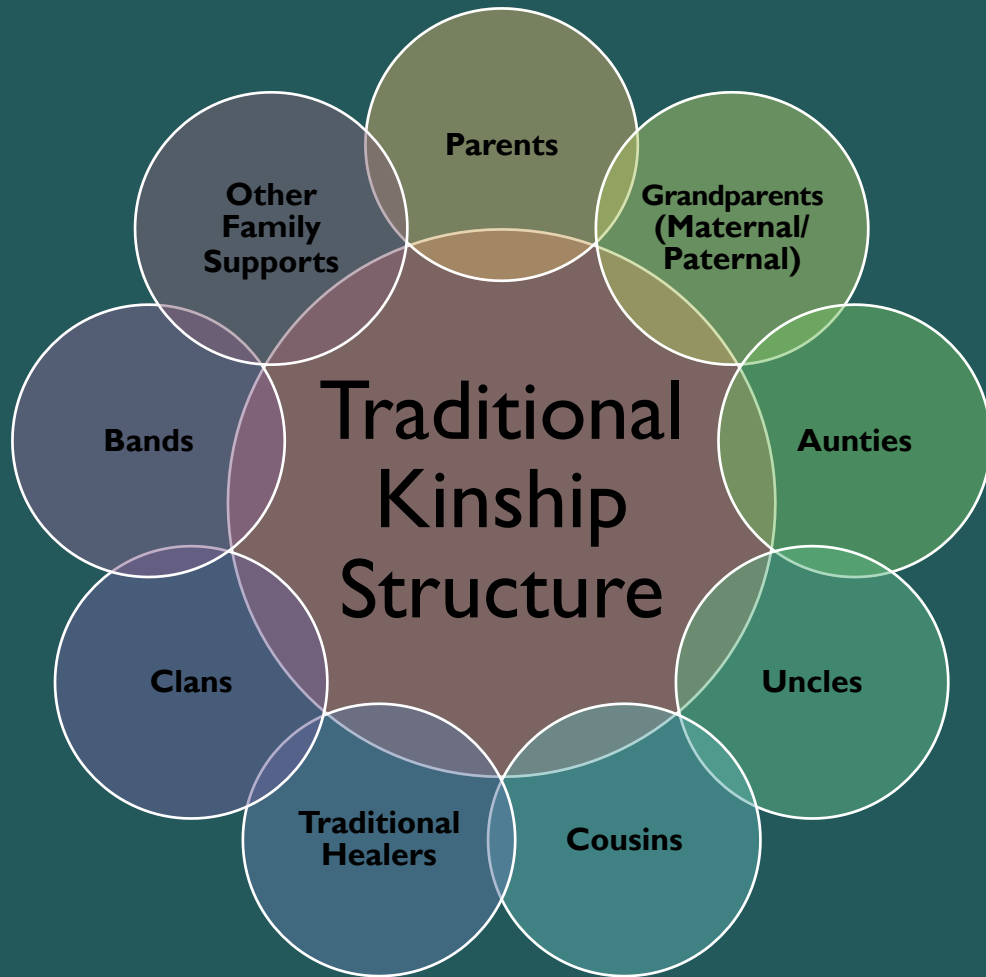 Parents
Grandparents
(Maternal/
Paternal)
Aunties
Uncles
Cousins
Traditional
Healers
Clans
Bands
Other
Family
Supports
Traditional
Kinship
Structure